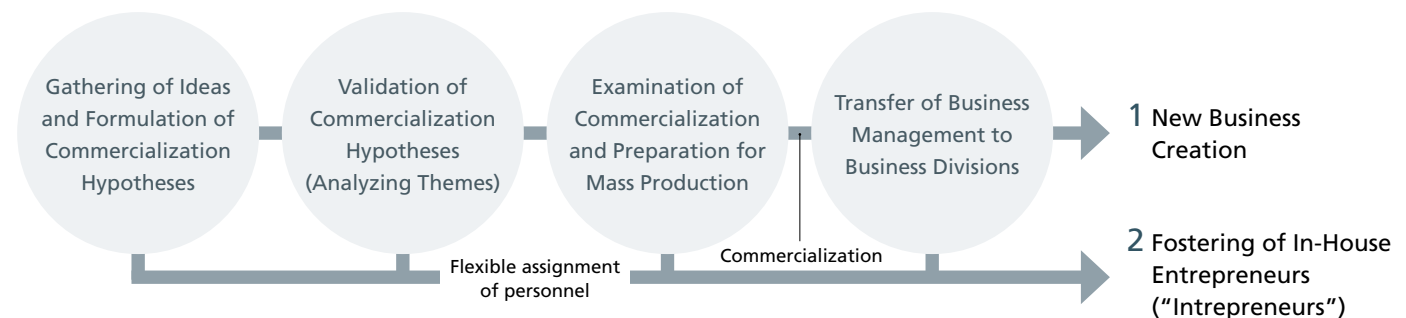 Gathering of Ideas
and Formulation of
Commercialization
Hypotheses
Validation of
Commercialization
Hypotheses
(Analyzing Themes)
Examination of
Commercialization
and Preparation for
Mass Production
Transfer of Business
Management to
Business Divisions
1 New Business
Creation
Commercialization
Flexible assignment
of personnel
2 Fostering of In-House
Entrepreneurs
(“Intrepreneurs”)